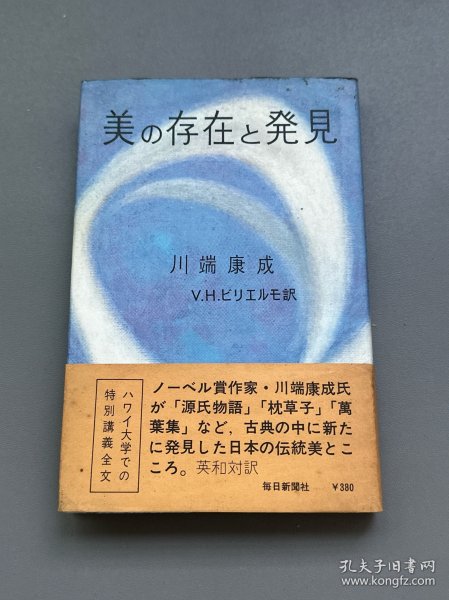 美の存在と発見
川端康成
V.H.ビリエルモ訳
ハワイ大学での
特別講義全文
ノーベル賞作家・川端康成氏
が「源氏物語」「枕草子」「萬
葉集」など、古典の中に新た
に発見した日本の伝統美とこ
ころ。英和対訳
毎日新聞社 ¥380
孔夫子旧书网
www.kongfz.com